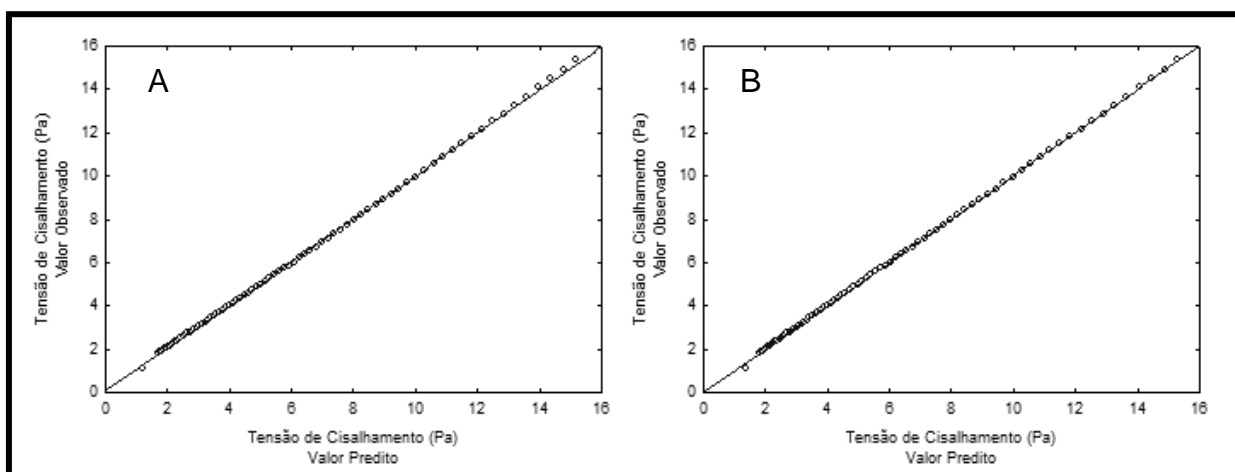 A
Tensão de Cisalhamento (Pa)
Valor Observado
16
14
12
10
8
6
4
2
0
0 2 4 6 8 10 12 14 16
Tensão de Cisalhamento (Pa)
Valor Predito
B
Tensão de Cisalhamento (Pa)
Valor Observado
16
14
12
10
8
6
4
2
0
0 2 4 6 8 10 12 14 16
Tensão de Cisalhamento (Pa)
Valor Predito